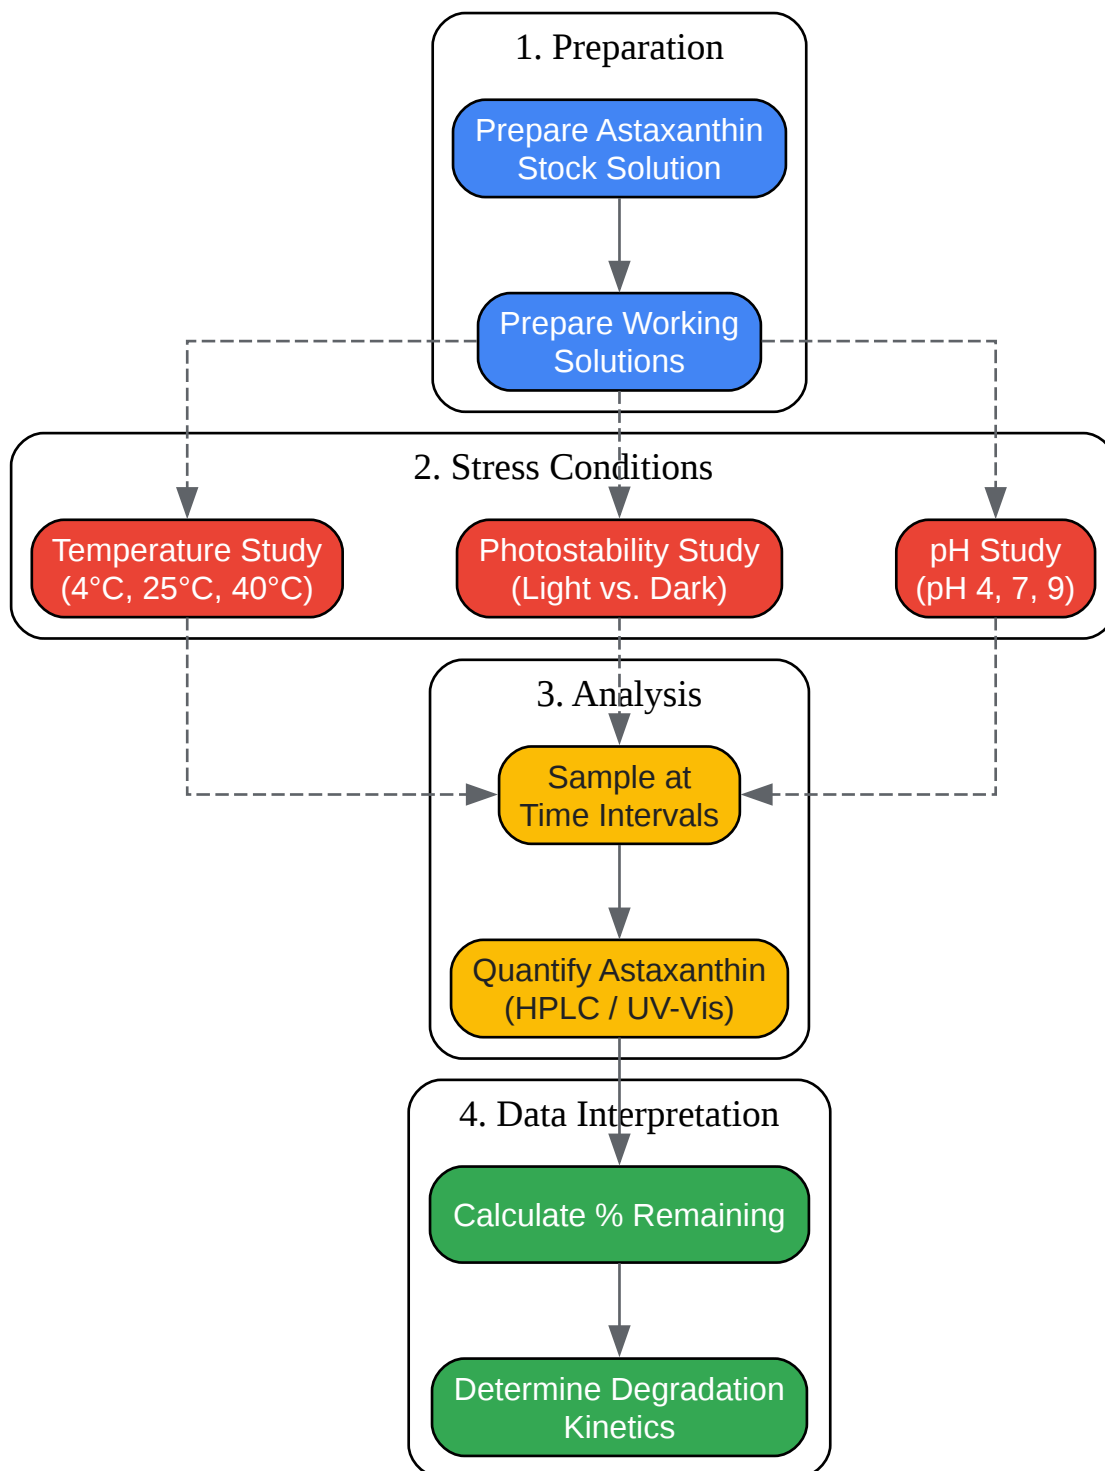 1. Preparation
Prepare Astaxanthin
Stock Solution
Prepare Working
Solutions
2. Stress Conditions
Temperature Study
(4°C, 25°C, 40°C)
Photostability Study
(Light vs. Dark)
pH Study
(pH 4, 7, 9)
3. Analysis
Sample at
Time Intervals
Quantify Astaxanthin
(HPLC / UV-Vis)
4. Data Interpretation
Calculate % Remaining
Determine Degradation
Kinetics